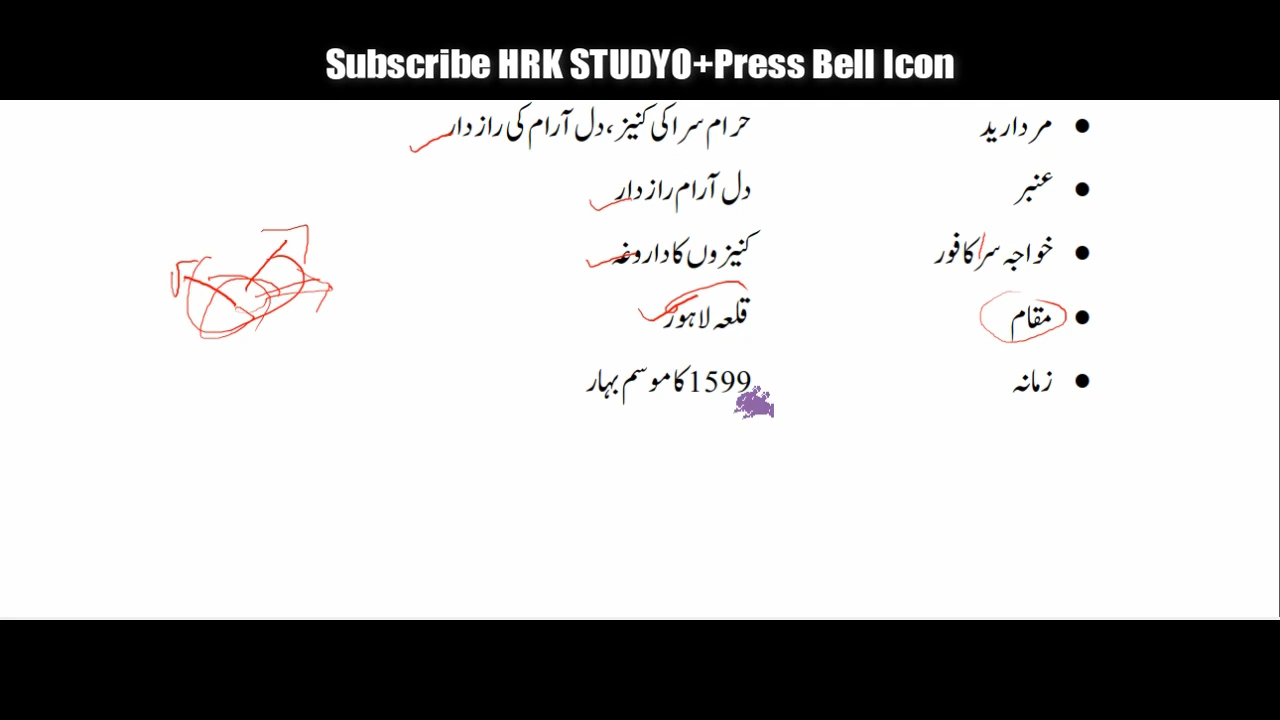 Subscribe HRK STUDYO+Press Bell Icon
• مردارید حرام سرا کی کنیز، دل آرام کی رازدار
• عنبر دل آرام رازدار
• خواجہ سرا کافور کنیزوں کا داروغہ
• مقام قلعہ لاہور
• زمانہ 1599 کا موسم بہار